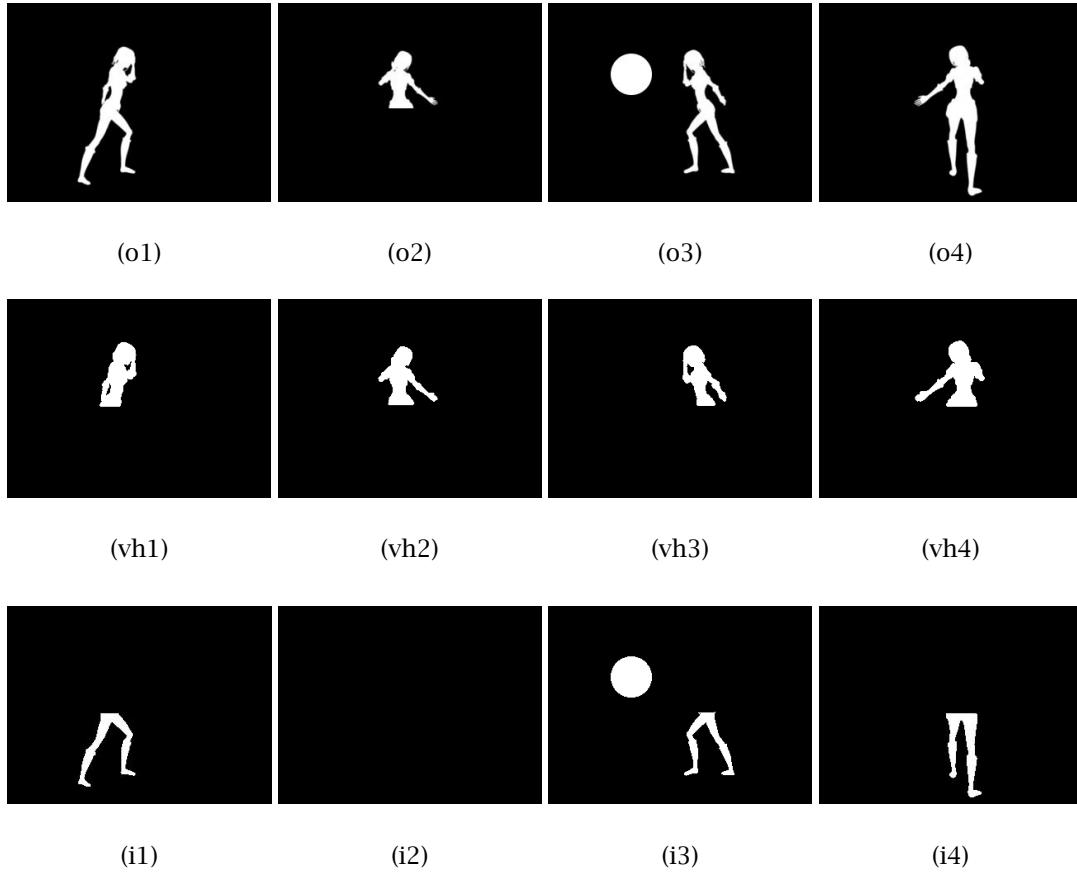 (o1) (o2) (o3) (o4)
(vh1) (vh2) (vh3) (vh4)
(i1) (i2) (i3) (i4)